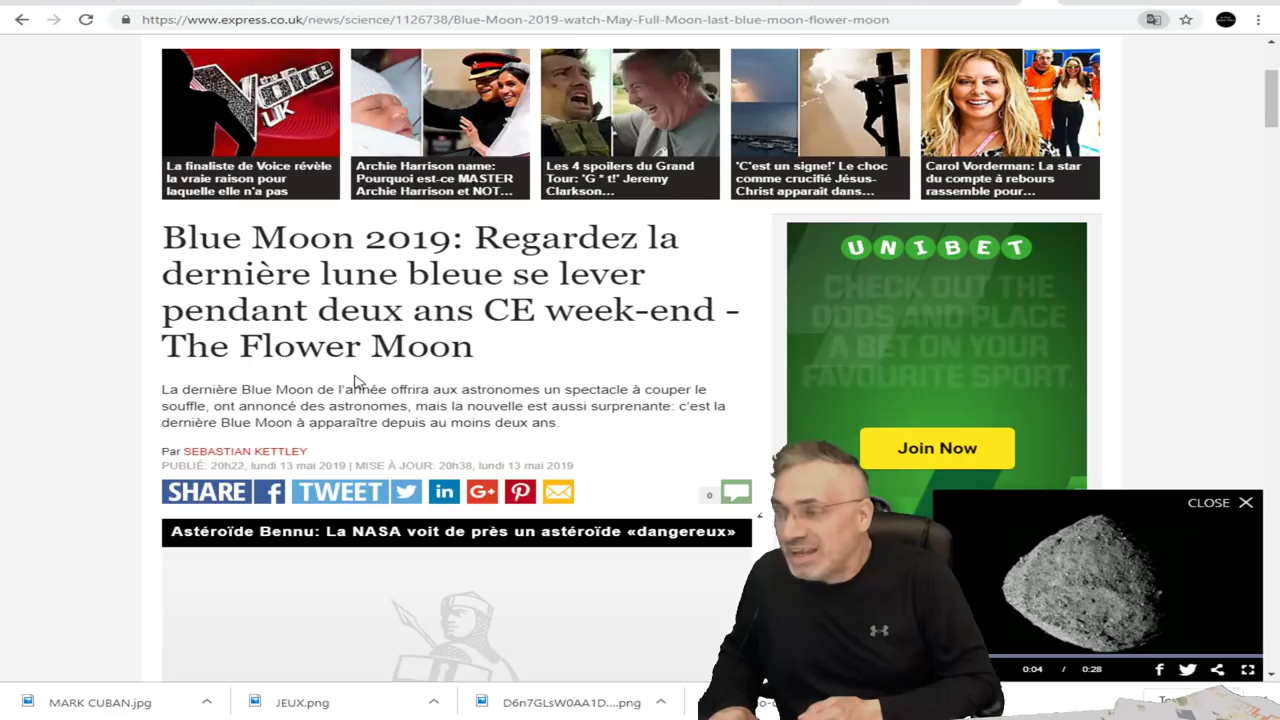 https://www.express.co.uk/news/science/1126738/Blue-Moon-2019-watch-May-Full-Moon-last-blue-moon-flower-moon
the Voice UK
La finaliste de Voice révèle
la vraie raison pour
laquelle elle n'a pas
Archie Harrison name:
Pourquoi est-ce MASTER
Archie Harrison et NOT...
Les 4 spoilers du Grand
Tour: 'G * t!' Jeremy
Clarkson...
'C'est un signe!' Le choc
comme crucifié Jésus-
Christ apparaît dans...
Carol Vorderman: La star
du compte à rebours
rassemble pour...
Blue Moon 2019: Regardez la
dernière lune bleue se lever
pendant deux ans CE week-end -
The Flower Moon
La dernière Blue Moon de l'année offrira aux astronomes un spectacle à couper le
souffle, ont annoncé des astronomes, mais la nouvelle est aussi surprenante: c'est la
dernière Blue Moon à apparaître depuis au moins deux ans.
Par SEBASTIAN KETTLEY
PUBLIÉ: 20h22, lundi 13 mai 2019 | MISE À JOUR: 20h38, lundi 13 mai 2019
SHARE TWEET 0
Astéroïde Bennu: La NASA voit de près un astéroïde «dangereux»
UNIBET
CHECK OUT THE
ODDS AND PLACE
A BET ON YOUR
FAVOURITE SPORT.
Join Now
CLOSE
0:04 / 0:28
MARK CUBAN.jpg
JEUX.png
D6n7GLsW0AA1D....png